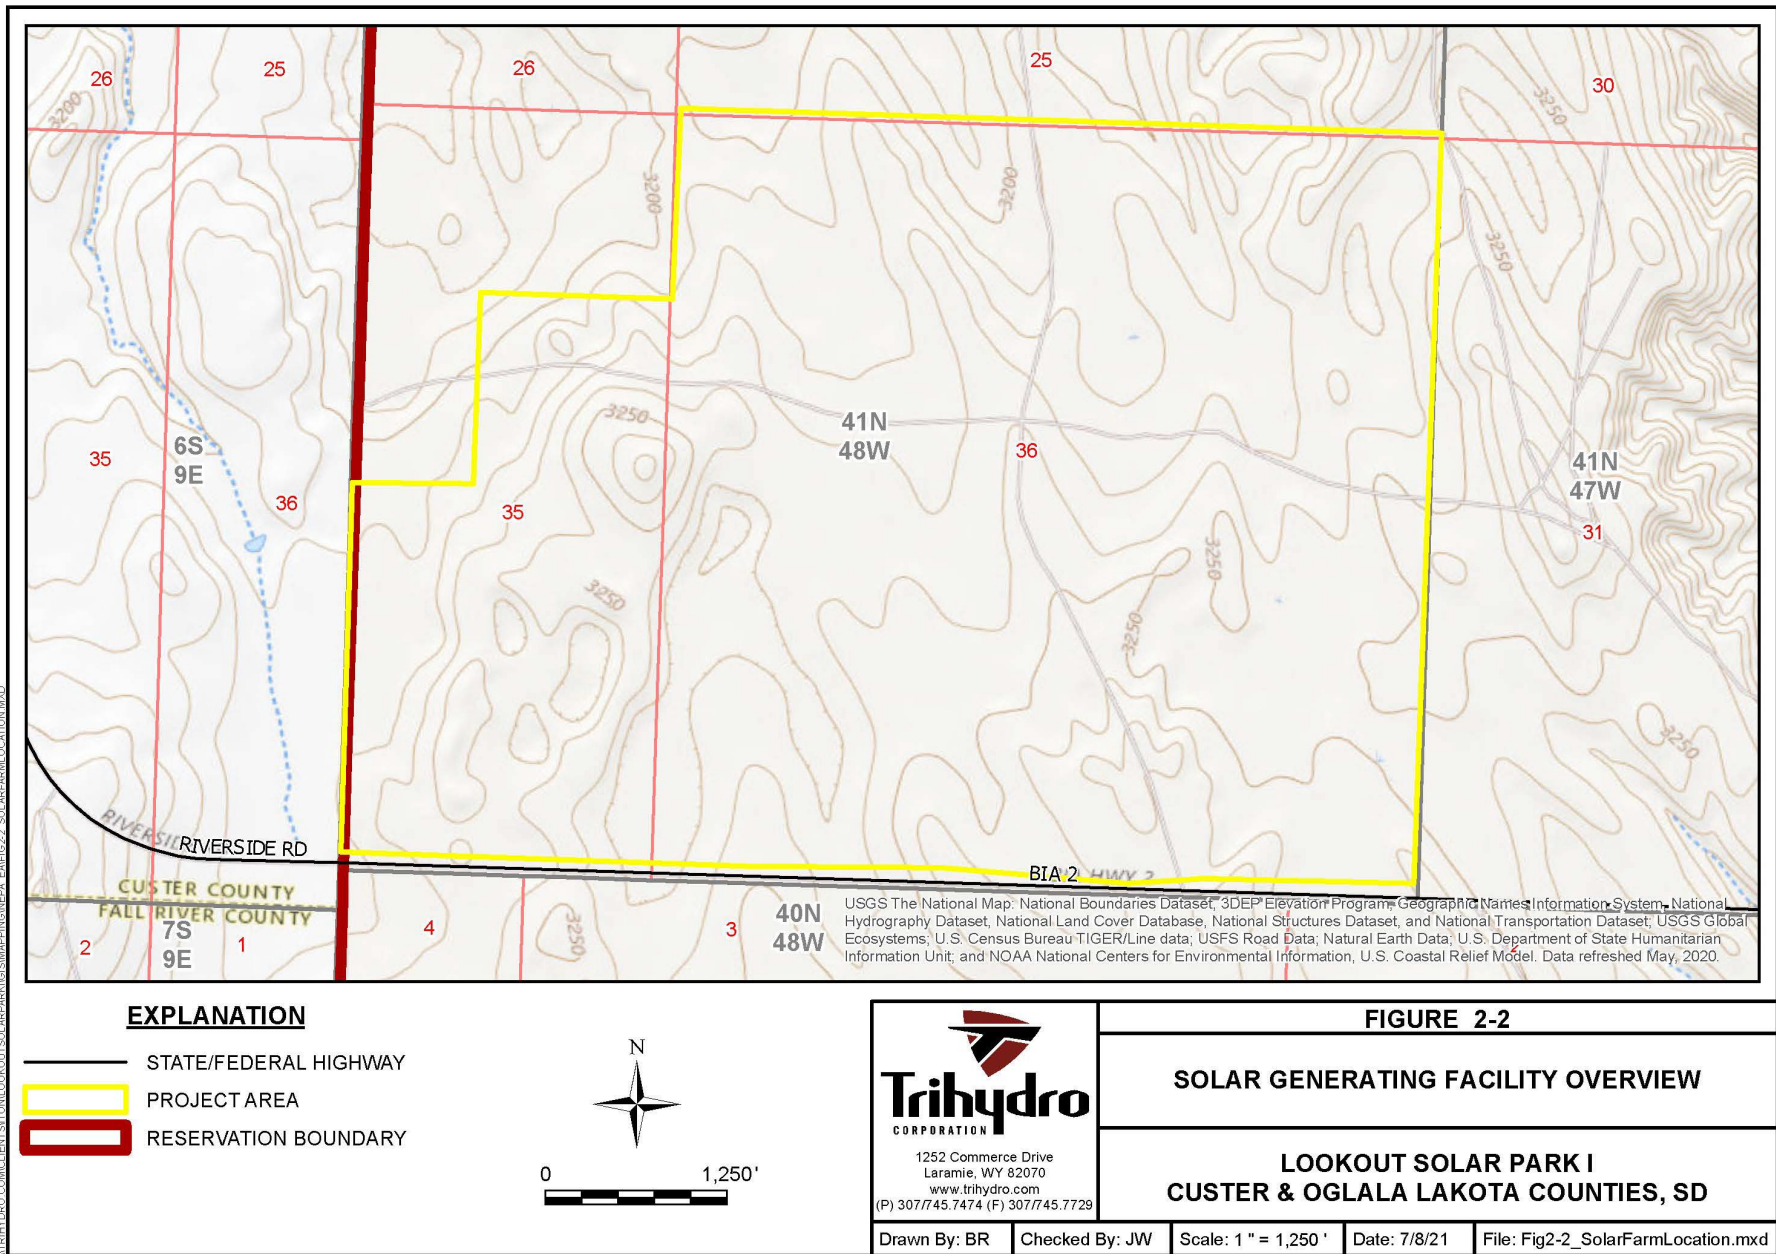 26
25
26
25
30
3200
3250
3200
3200
3250
3250
41N
48W
6S
9E
35
36
35
36
41N
47W
31
3250
3250
3250
3250
RIVERSIDE RD
CUSTER COUNTY
FALL RIVER COUNTY
7S
9E
2
1
4
3250
3
40N
48W
BIA 2
HWY 2
2
USGS The National Map: National Boundaries Dataset, 3DEP Elevation Program, Geographic Names Information System, National
Hydrography Dataset, National Land Cover Database, National Structures Dataset, and National Transportation Dataset; USGS Global
Ecosystems; U.S. Census Bureau TIGER/Line data; USFS Road Data; Natural Earth Data; U.S. Department of State Humanitarian
Information Unit; and NOAA National Centers for Environmental Information, U.S. Coastal Relief Model. Data refreshed May, 2020.
EXPLANATION
STATE/FEDERAL HIGHWAY
PROJECT AREA
RESERVATION BOUNDARY
N
0 1,250'
Trihydro
CORPORATION
1252 Commerce Drive
Laramie, WY 82070
www.trihydro.com
(P) 307/745.7474 (F) 307/745.7729
FIGURE 2-2
SOLAR GENERATING FACILITY OVERVIEW
LOOKOUT SOLAR PARK I
CUSTER & OGLALA LAKOTA COUNTIES, SD
Drawn By: BR
Checked By: JW
Scale: 1 " = 1,250 '
Date: 7/8/21
File: Fig2-2_SolarFarmLocation.mxd